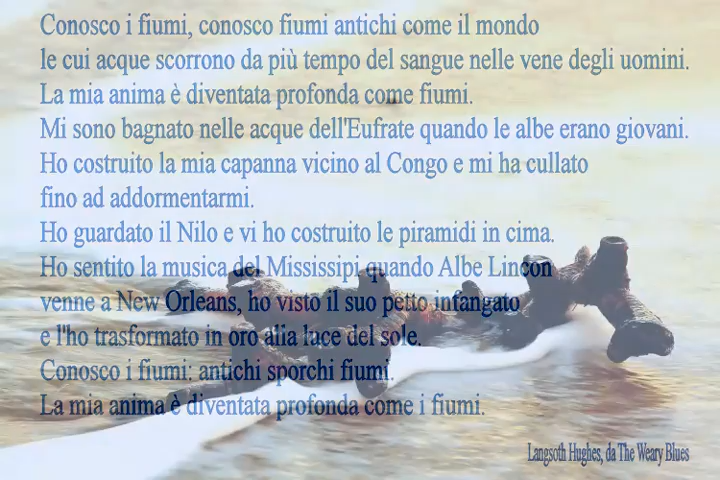 Conosco i fiumi, conosco fiumi antichi come il mondo
le cui acque scorrono da più tempo del sangue nelle vene degli uomini.
La mia anima è diventata profonda come fiumi.
Mi sono bagnato nelle acque dell'Eufrate quando le albe erano giovani.
Ho costruito la mia capanna vicino al Congo e mi ha cullato
fino ad addormentarmi.
Ho guardato il Nilo e vi ho costruito le piramidi in cima.
Ho sentito la musica del Mississipi quando Albe Lincon
venne a New Orleans, ho visto il suo petto infangato
e l'ho trasformato in oro alla luce del sole.
Conosco i fiumi: antichi sporchi fiumi.
La mia anima è diventata profonda come i fiumi.
Langsoth Hughes, da The Weary Blues